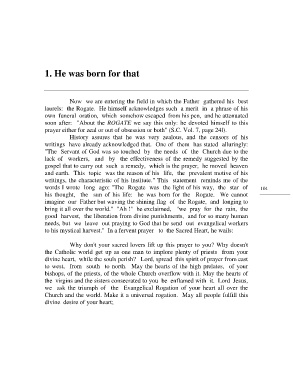 1. He was born for that
Now we are entering the field in which the Father gathered his best
laurels: the Rogate. He himself acknowledges such a merit in a phrase of his
own funeral oration, which somehow escaped from his pen, and he attenuated
soon after: "About the ROGATE we say this only: he devoted himself to this
prayer either for zeal or out of obsession or both" (S.C. Vol. 7, page 240).
History assures that he was very zealous, and the censors of his
writings have already acknowledged that. One of them has stated alluringly:
"The Servant of God was so touched by the needs of the Church due to the
lack of workers, and by the effectiveness of the remedy suggested by the
gospel that to carry out such a remedy, which is the prayer, he moved heaven
and earth. This topic was the reason of his life, the prevalent motive of his
writings, the characteristic of his Institute." This statement reminds me of the
words I wrote long ago: "The Rogate was the light of his way, the star of
his thought, the sun of his life: he was born for the Rogate. We cannot
imagine our Father but waving the shining flag of the Rogate, and longing to
bring it all over the world." "Ah !" he exclaimed, "we pray for the rain, the
good harvest, the liberation from divine punishments, and for so many human
needs, but we leave out praying to God that he send out evangelical workers
to his mystical harvest." In a fervent prayer to the Sacred Heart, he wails:
Why don't your sacred lovers lift up this prayer to you? Why doesn't
the Catholic world get up as one man to implore plenty of priests from your
divine heart, while the souls perish? Lord, spread this spirit of prayer from east
to west, from south to north. May the hearts of the high prelates, of your
bishops, of the priests, of the whole Church overflow with it. May the hearts of
the virgins and the sisters consecrated to you be enflamed with it. Lord Jesus,
we ask the triumph of the Evangelical Rogation of your heart all over the
Church and the world. Make it a universal rogation. May all people fulfill this
divine desire of your heart;